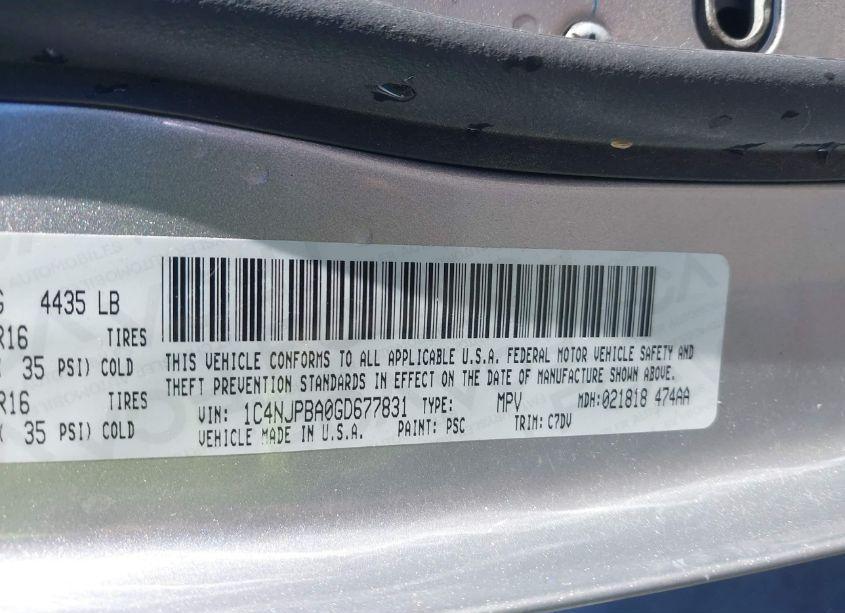 G 4435 LB
R16 TIRES
( 35 PSI) COLD
R16 TIRES
( 35 PSI) COLD
THIS VEHICLE CONFORMS TO ALL APPLICABLE U.S.A. FEDERAL MOTOR VEHICLE SAFETY AND
THEFT PREVENTION STANDARDS IN EFFECT ON THE DATE OF MANUFACTURE SHOWN ABOVE.
VIN: 1C4NJPBA0GD677831 TYPE: MPV MDH:021818 474AA
VEHICLE MADE IN U.S.A. PAINT: PSC TRIM: C7DV